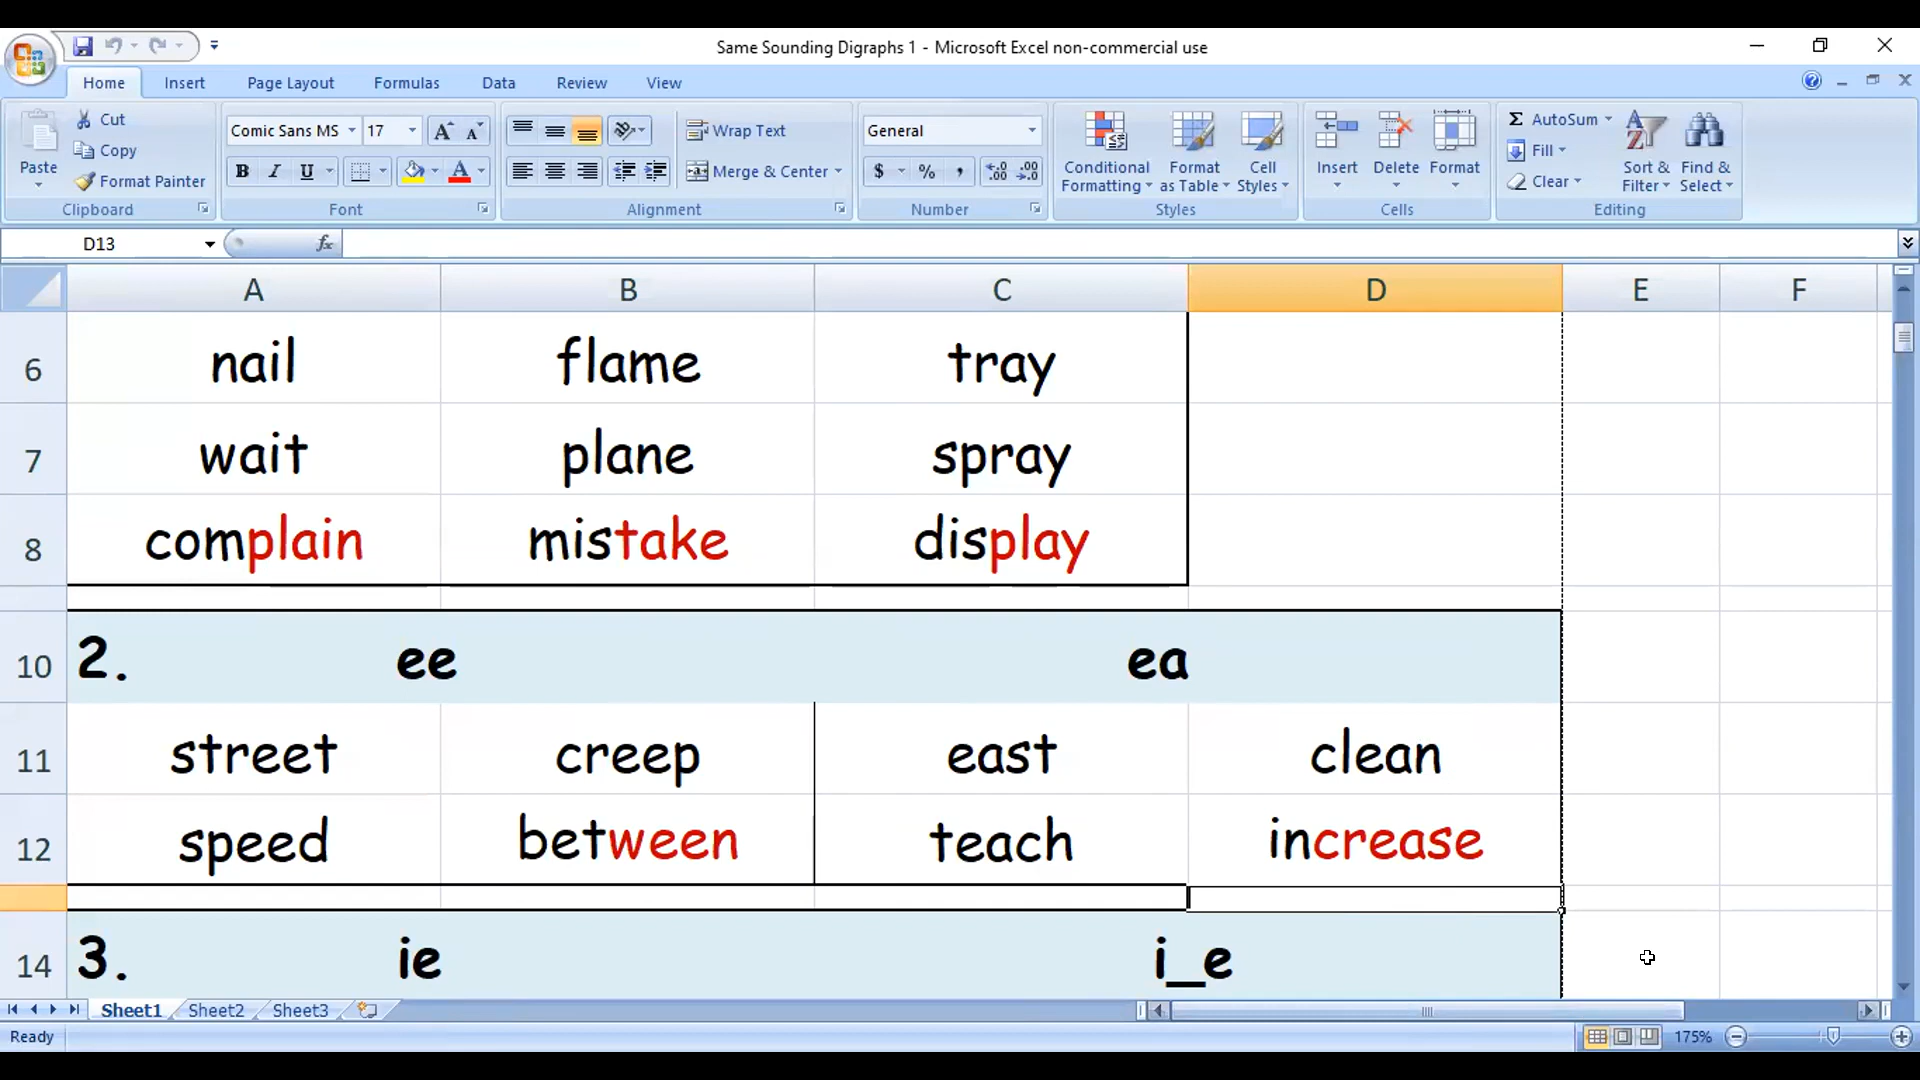 Same Sounding Digraphs 1 - Microsoft Excel non-commercial use
Home Insert Page Layout Formulas Data Review View
Paste
Cut
Copy
Format Painter
Clipboard
Comic Sans MS 17
B I U
Font
Wrap Text
Merge & Center
Alignment
General
$ % ,
Number
Conditional Formatting
Format as Table
Cell Styles
Styles
Insert
Delete
Format
Cells
Σ AutoSum
Fill
Clear
Sort & Filter
Find & Select
Editing
D13 fx
A B C D E F
6 nail flame tray
7 wait plane spray
8 complain mistake display
10 2. ee ea
11 street creep east clean
12 speed between teach increase
14 3. ie i_e
Sheet1 Sheet2 Sheet3
Ready 175%